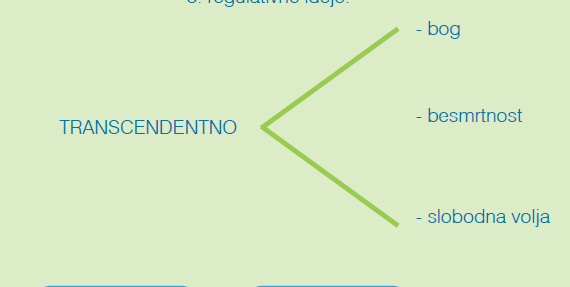 - bog
- besmrtnost
TRANSCENDENTNO
- slobodna volja